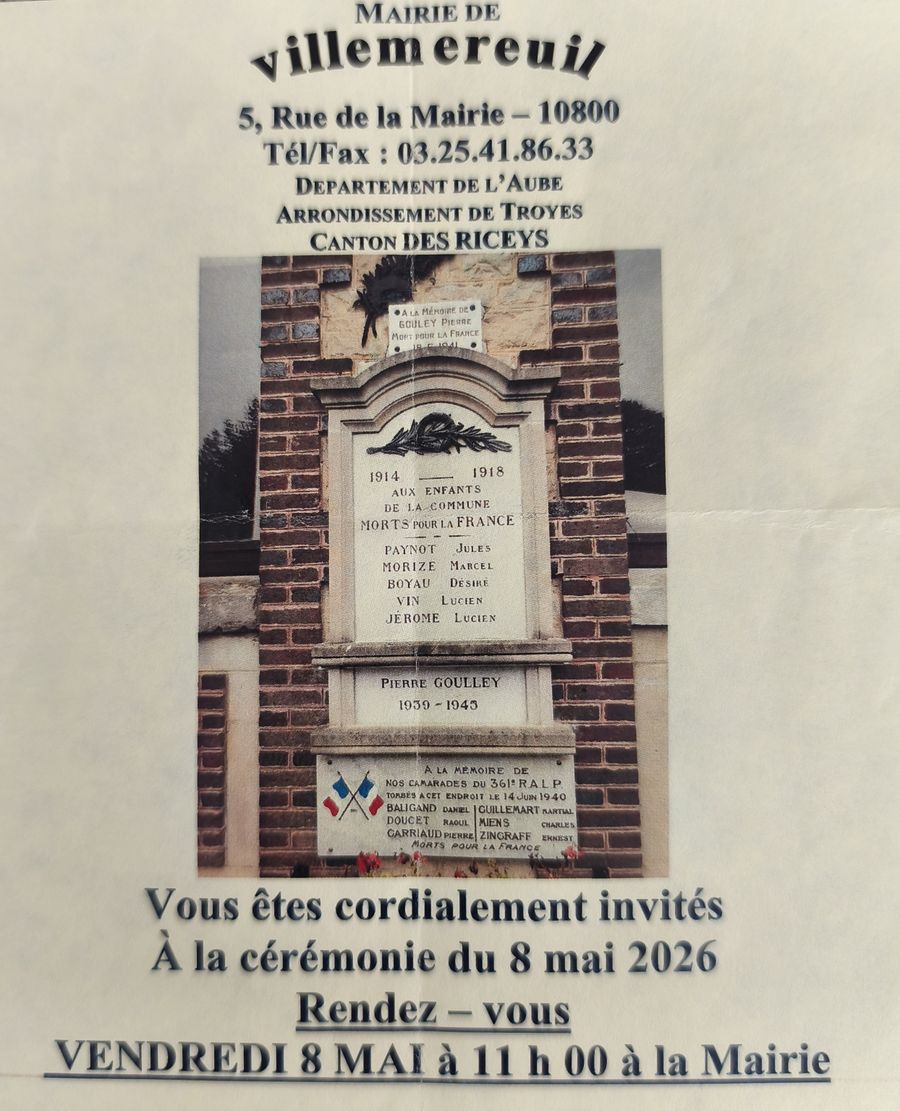 MAIRIE DE
villemereuil
5, Rue de la Mairie – 10800
Tél/Fax : 03.25.41.86.33
DEPARTEMENT DE L'AUBE
ARRONDISSEMENT DE TROYES
CANTON DES RICEYS
A LA MÉMOIRE DE
GOULEY PIERRE
MORT POUR LA FRANCE
1941
1914 — 1918
AUX ENFANTS
DE LA COMMUNE
MORTS POUR LA FRANCE
PAYNOT JULES
MORIZE MARCEL
BOYAU DÉSIRÉ
VIN LUCIEN
JÉROME LUCIEN
PIERRE GOULLEY
1939 - 1945
A LA MÉMOIRE DE
NOS CAMARADES DU 361e R.A.L.P.
TOMBÉS A CET ENDROIT LE 14 JUIN 1940
BALIGAND DANIEL GUILLEMART MARTIAL
DOUCET RAOUL MIENS CHARLES
CARRIAUD PIERRE ZINGRAFF ERNEST
MORTS POUR LA FRANCE
Vous êtes cordialement invités
À la cérémonie du 8 mai 2026
Rendez – vous
VENDREDI 8 MAI à 11 h 00 à la Mairie